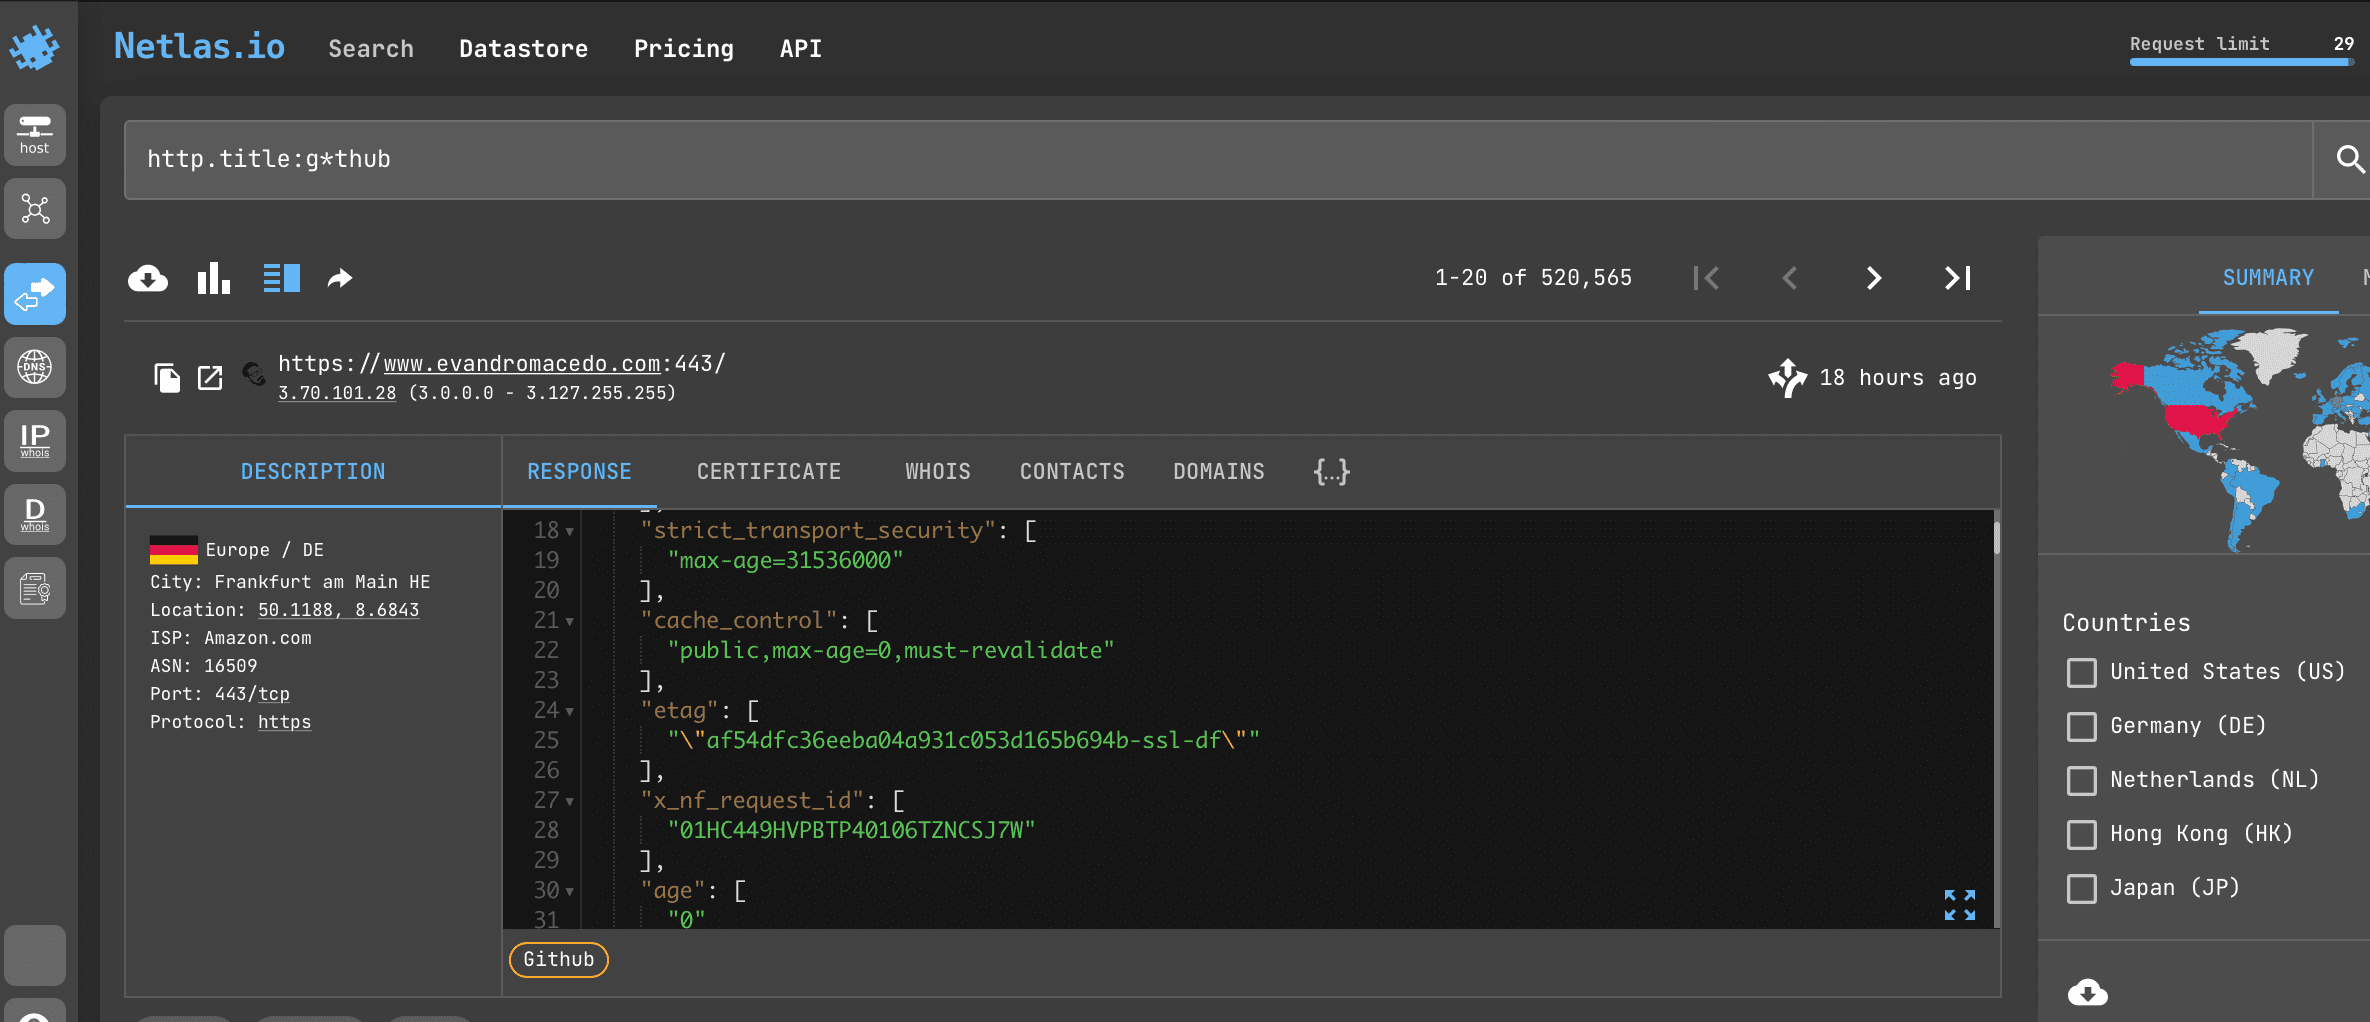 Netlas.io Search Datastore Pricing API
Request limit 29
host
http.title:g*thub
1-20 of 520,565
SUMMARY
https://www.evandromacedo.com:443/
3.70.101.28 (3.0.0.0 - 3.127.255.255)
18 hours ago
DNS
IP
whois
D
whois
DESCRIPTION
Europe / DE
City: Frankfurt am Main HE
Location: 50.1188, 8.6843
ISP: Amazon.com
ASN: 16509
Port: 443/tcp
Protocol: https
RESPONSE CERTIFICATE WHOIS CONTACTS DOMAINS {...}
18 "strict_transport_security": [
19 "max-age=31536000"
20 ],
21 "cache_control": [
22 "public,max-age=0,must-revalidate"
23 ],
24 "etag": [
25 "\"af54dfc36eeba04a931c053d165b694b-ssl-df\""
26 ],
27 "x_nf_request_id": [
28 "01HC449HVPBTP40106TZNCSJ7W"
29 ],
30 "age": [
31 "0"
Github
Countries
United States (US)
Germany (DE)
Netherlands (NL)
Hong Kong (HK)
Japan (JP)